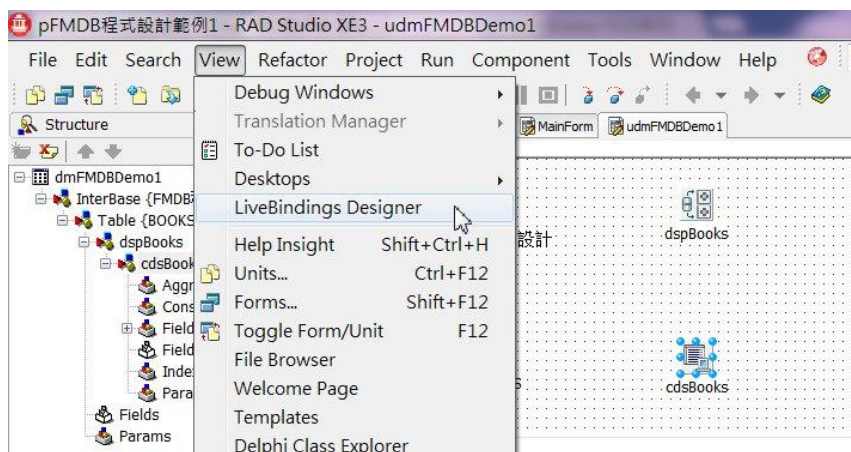 pFMDB程式設計範例1 - RAD Studio XE3 - udmFMDBDemo1
File Edit Search View Refactor Project Run Component Tools Window Help
Structure
MainForm udmFMDBDemo1
dmFMDBDemo1
InterBase {FMDB
Table {BOOKS
dspBooks
cdsBook
Aggr
Cons
Field
Field
Inde
Para
Fields
Params
Debug Windows
Translation Manager
To-Do List
Desktops
LiveBindings Designer
Help Insight Shift+Ctrl+H
Units... Ctrl+F12
Forms... Shift+F12
Toggle Form/Unit F12
File Browser
Welcome Page
Templates
Delphi Class Explorer
設計
dspBooks
cdsBooks